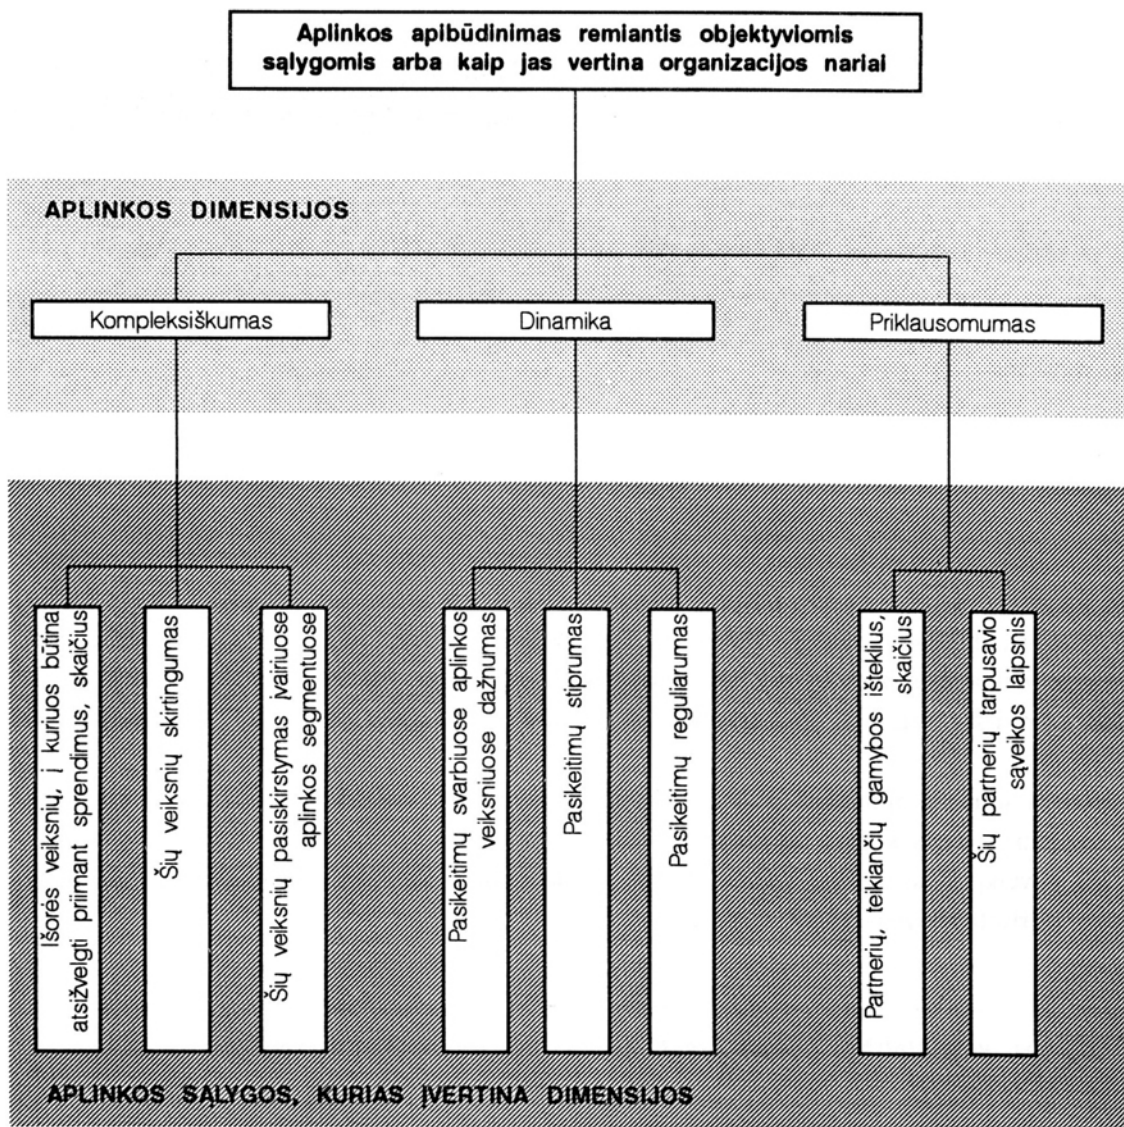 Aplinkos apibūdinimas remiantis objektyviomis
sąlygomis arba kaip jas vertina organizacijos nariai
APLINKOS DIMENSIJOS
Kompleksiškumas
Dinamika
Priklausomumas
Išorės veiksnių, į kuriuos būtina
atsižvelgti priimant sprendimus, skaičius
Šių veiksnių skirtingumas
Šių veiksnių pasiskirstymas įvairiuose
aplinkos segmentuose
Pasikeitimų svarbiuose aplinkos
veiksniuose dažnumas
Pasikeitimų stiprumas
Pasikeitimų reguliarumas
Partnerių, teikiančių gamybos išteklius,
skaičius
Šių partnerių tarpusavio
sąveikos laipsnis
APLINKOS SĄLYGOS, KURIAS ĮVERTINA DIMENSIJOS